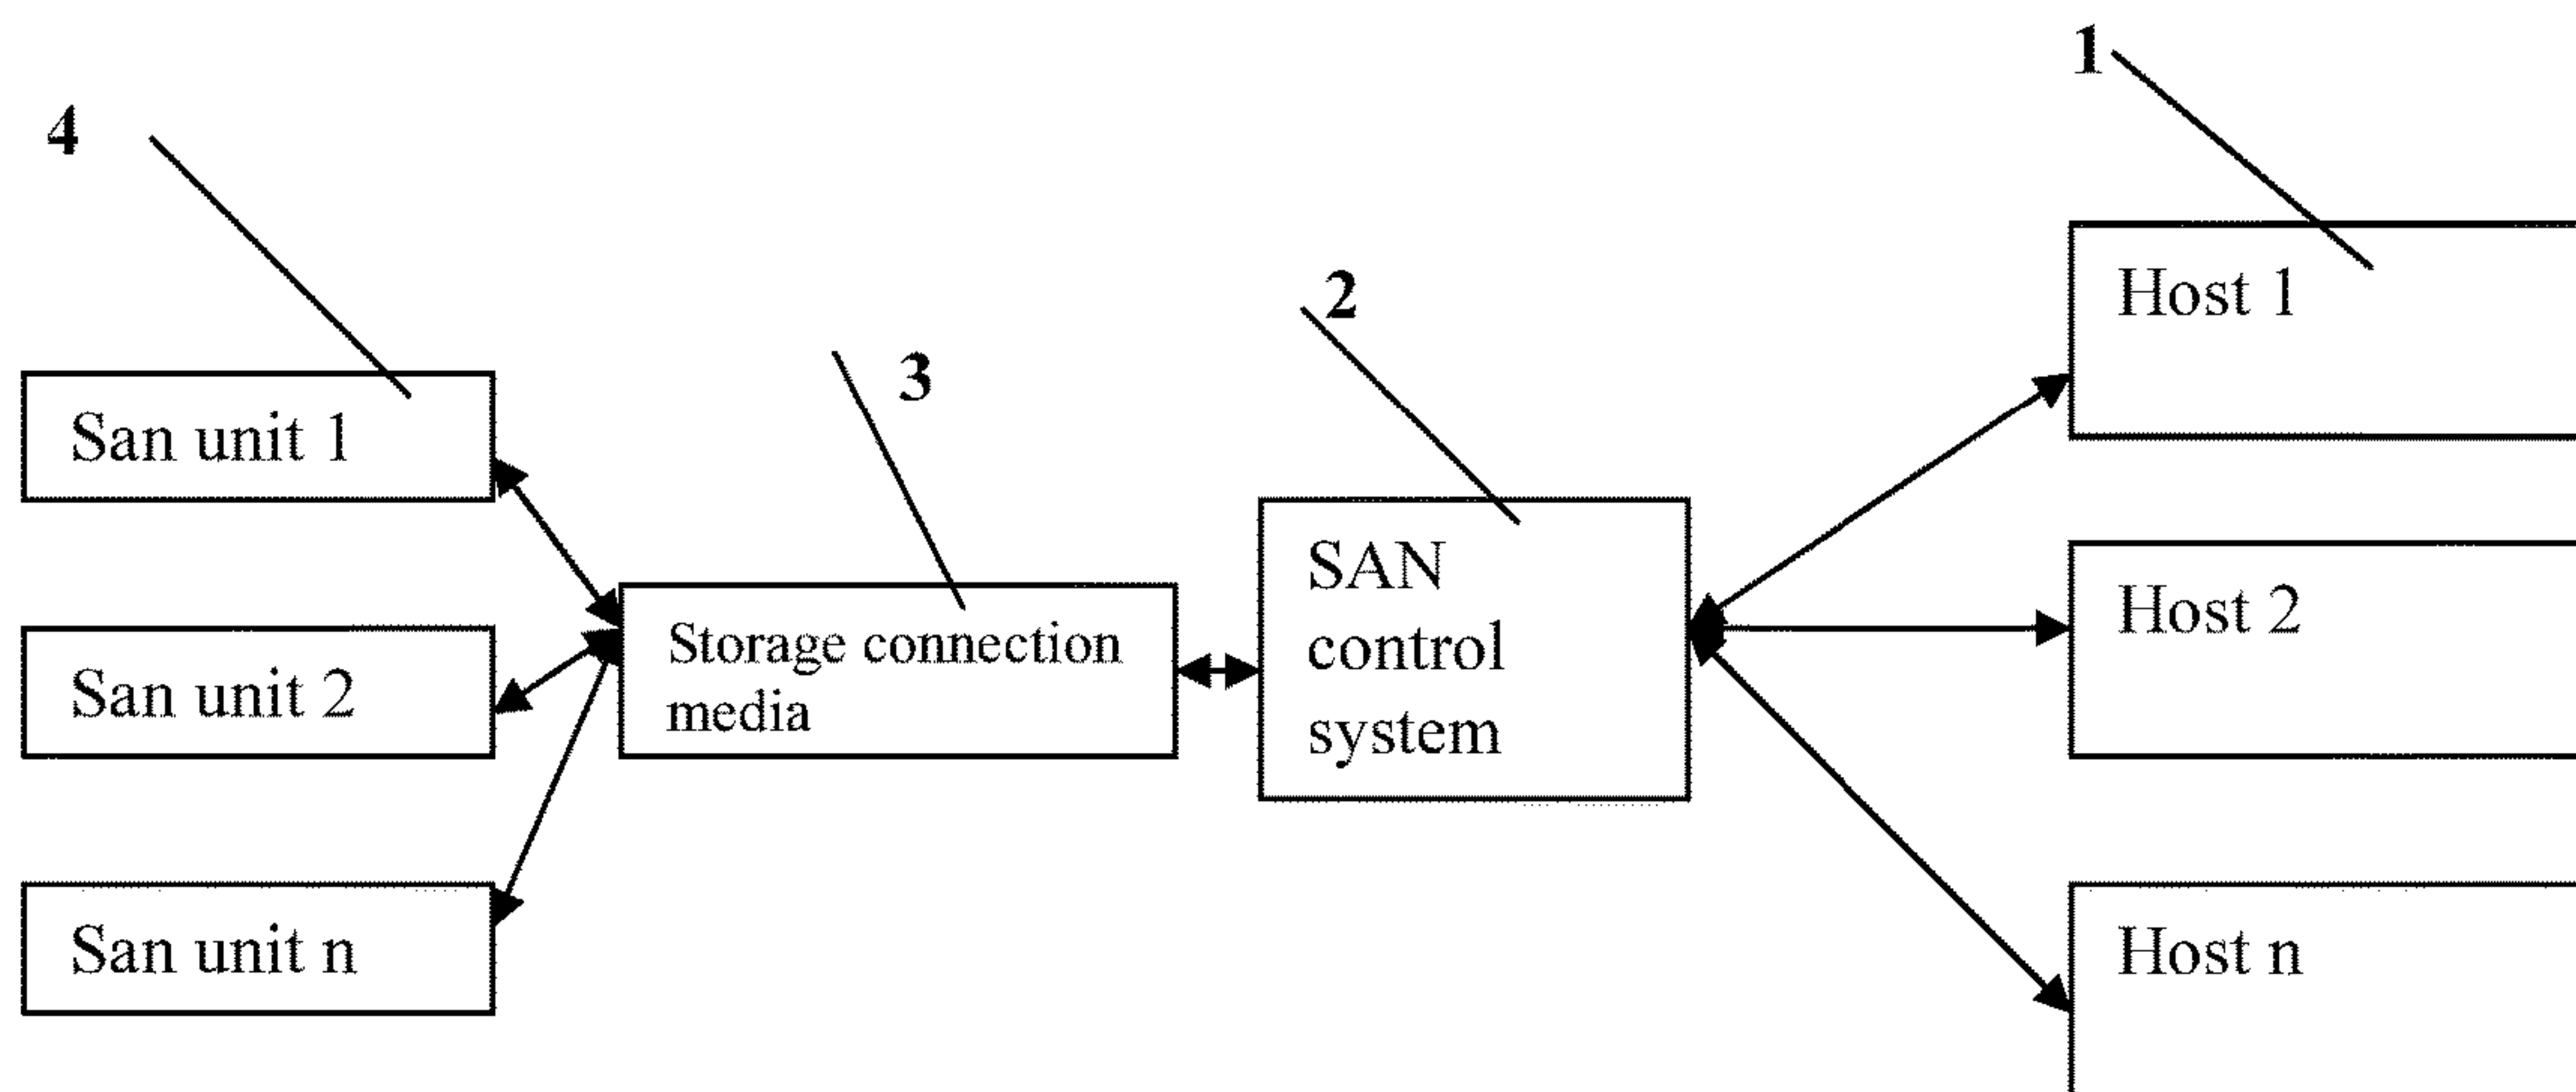 1
4
2
3
Host 1
San unit 1
SAN
control
system
Host 2
Storage connection
media
San unit 2
Host n
San unit n